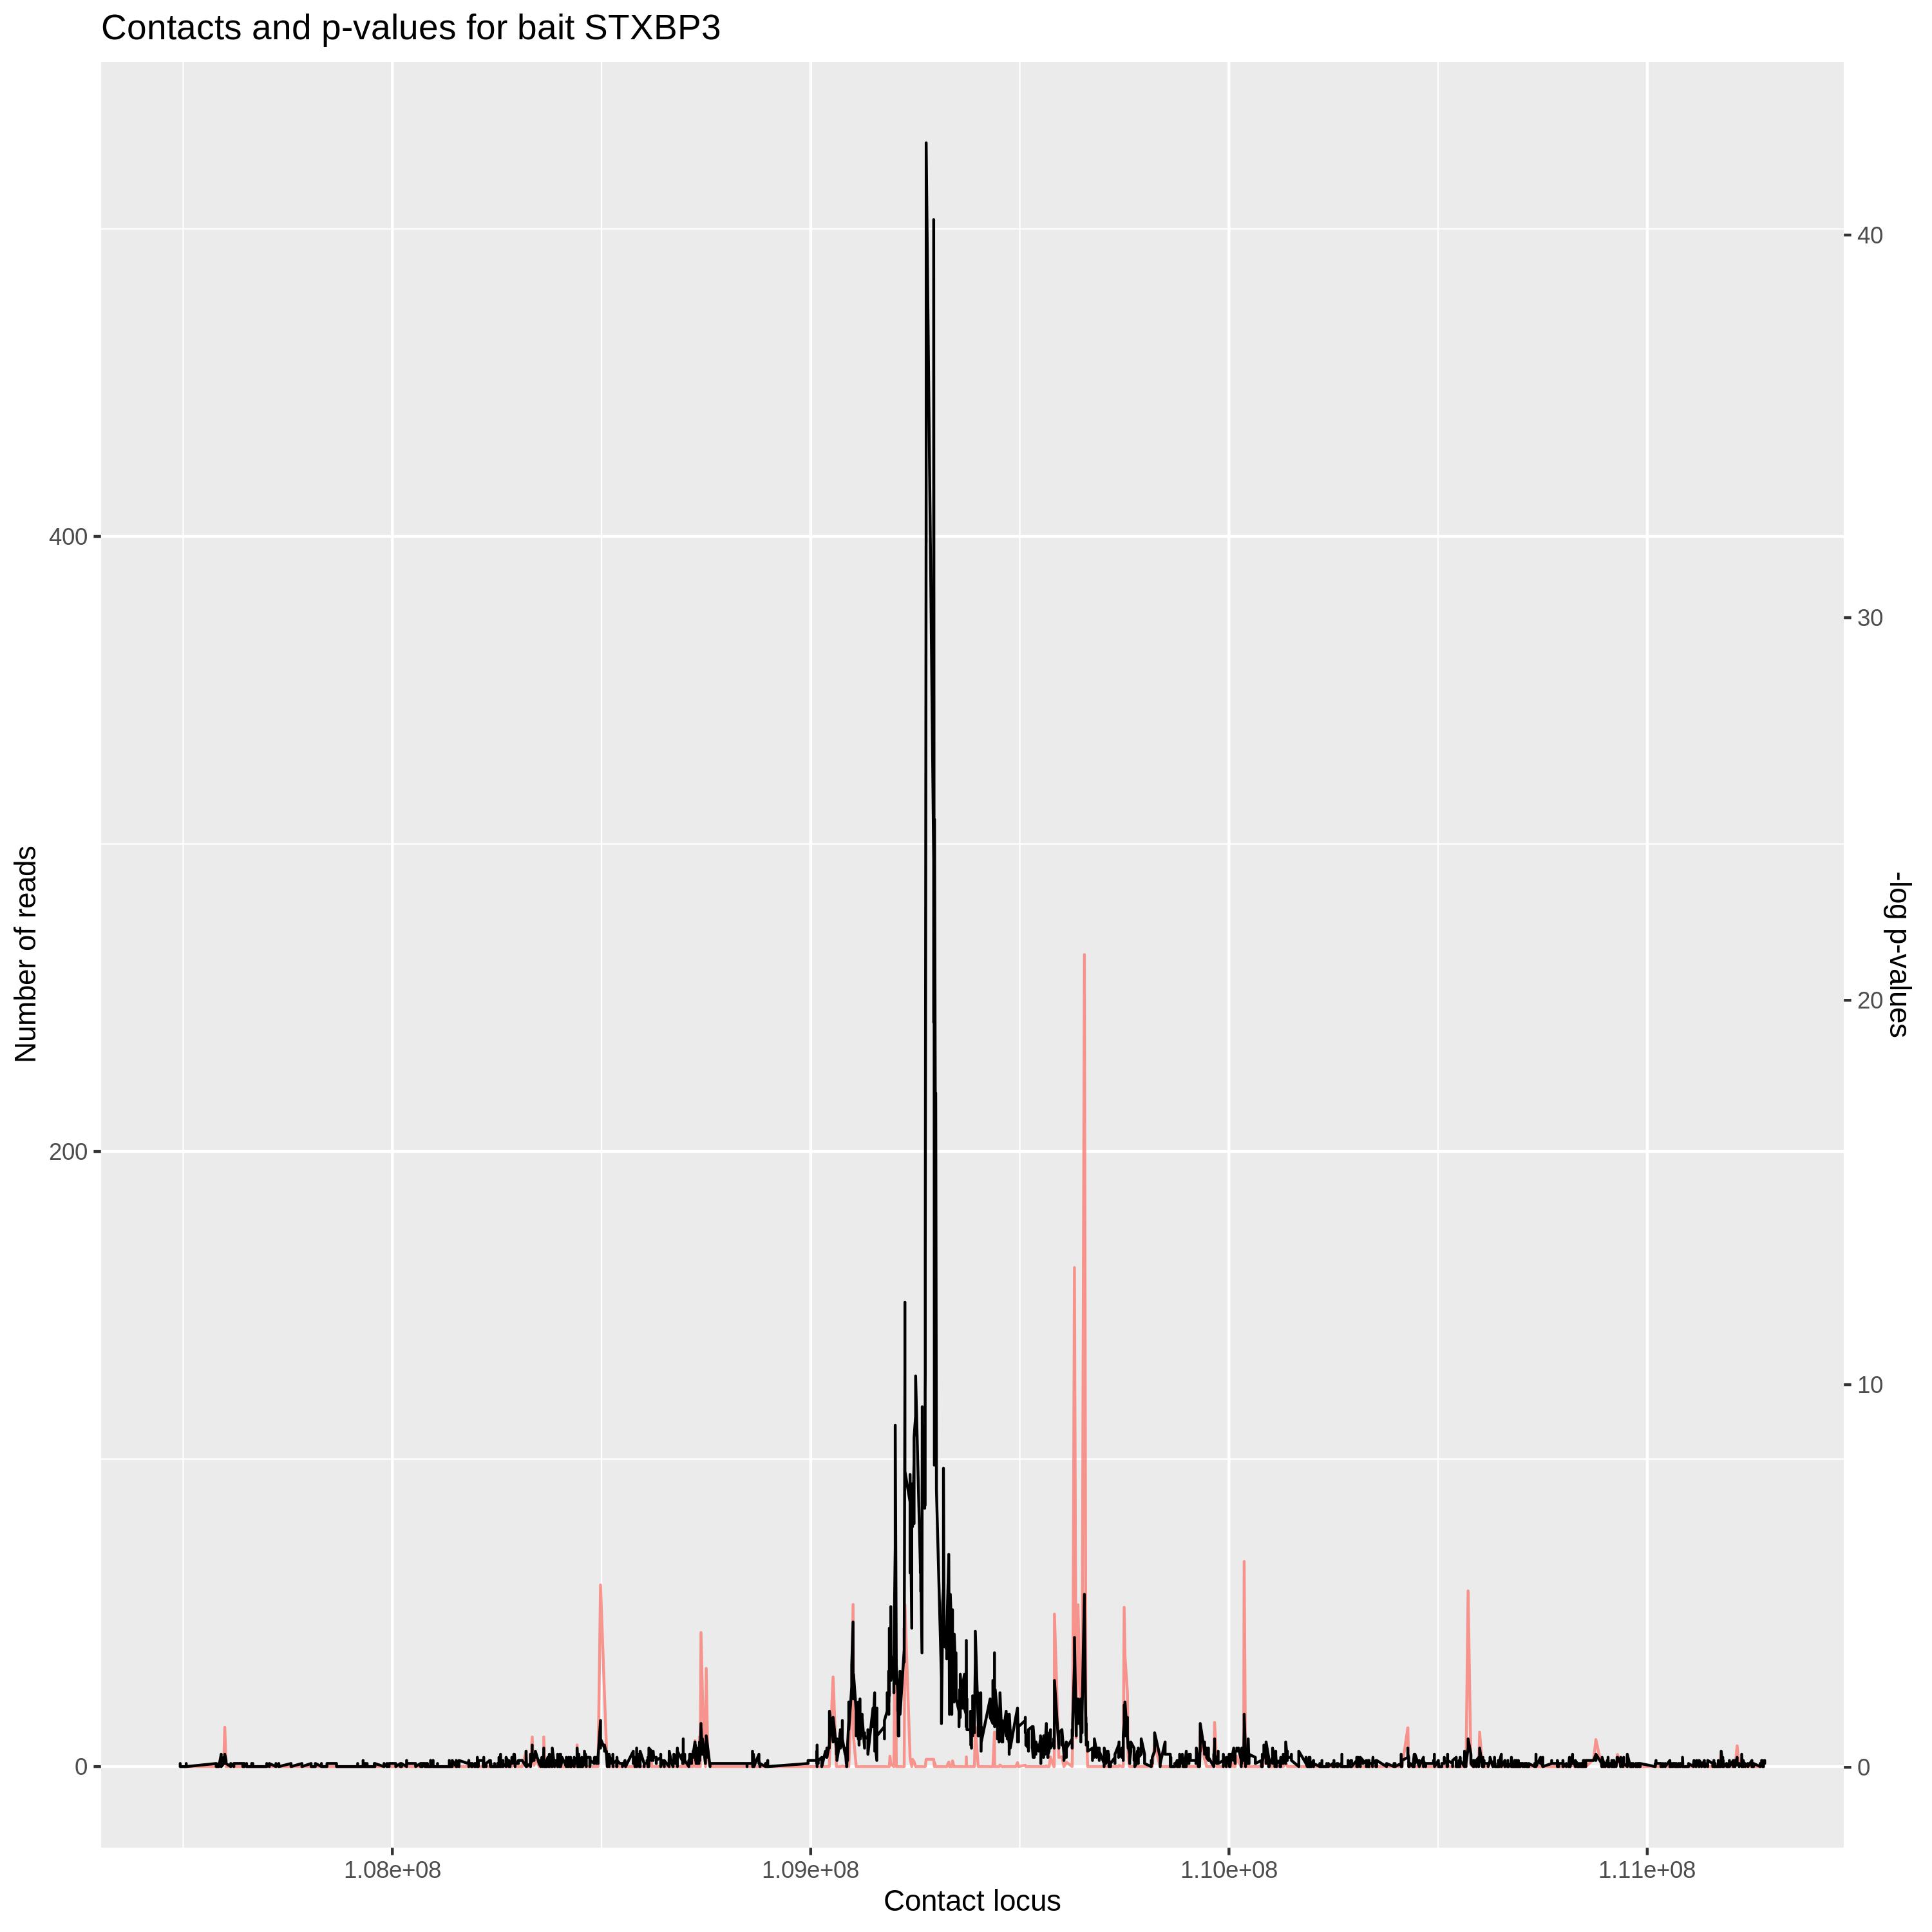 Contacts and p-values for bait STXBP3
Number of reads
400
200
0
40
30
20
10
0
-log p-values
1.08e+08
1.09e+08
1.10e+08
1.11e+08
Contact locus